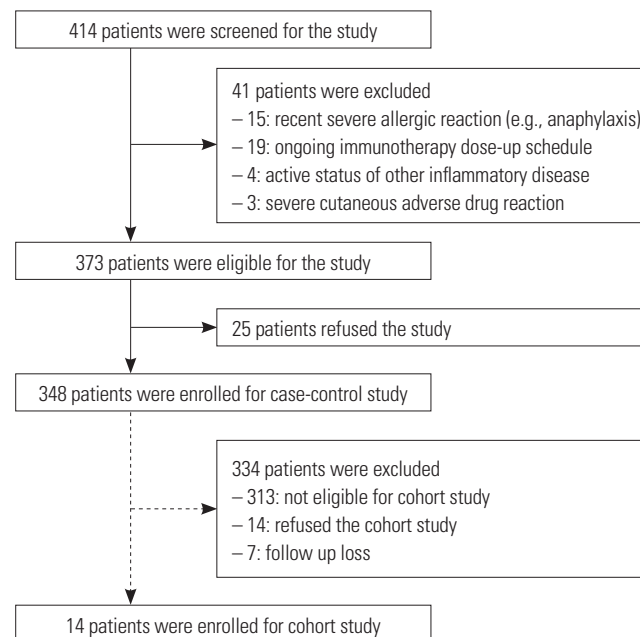 414 patients were screened for the study
41 patients were excluded
– 15: recent severe allergic reaction (e.g., anaphylaxis)
– 19: ongoing immunotherapy dose-up schedule
– 4: active status of other inflammatory disease
– 3: severe cutaneous adverse drug reaction
373 patients were eligible for the study
25 patients refused the study
348 patients were enrolled for case-control study
334 patients were excluded
– 313: not eligible for cohort study
– 14: refused the cohort study
– 7: follow up loss
14 patients were enrolled for cohort study